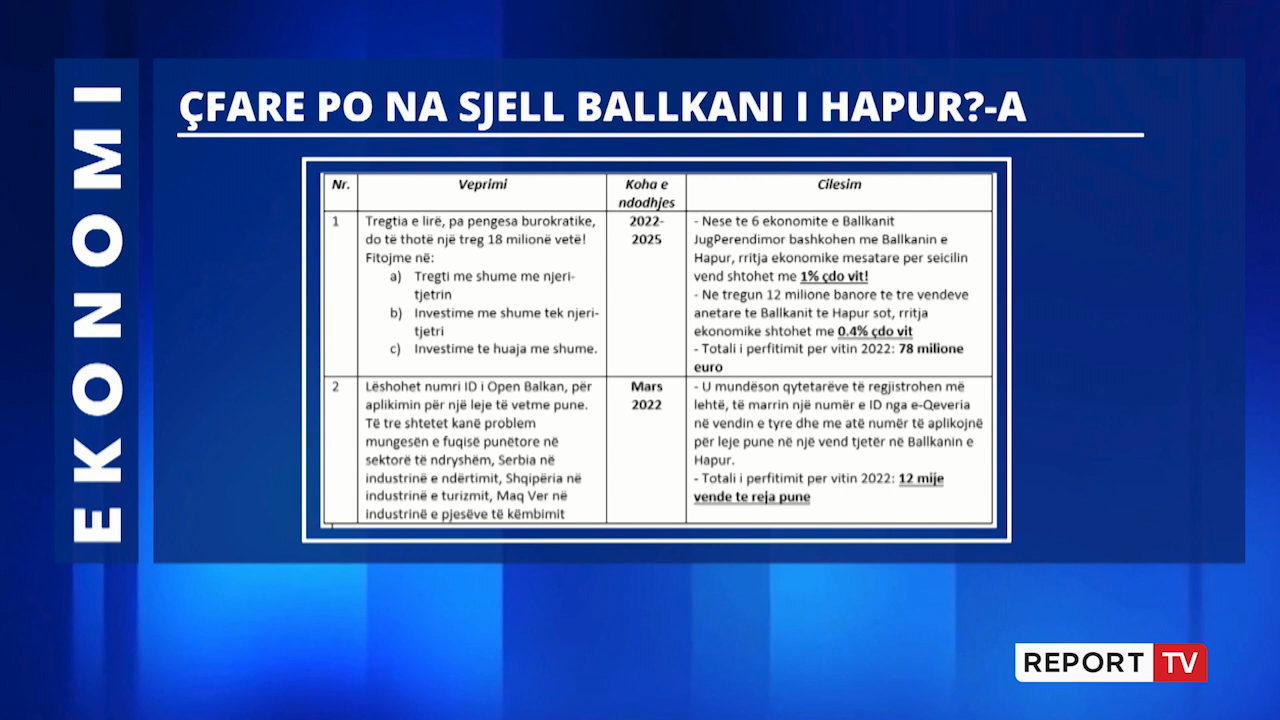 EKONOMI
ÇFARE PO NA SJELL BALLKANI I HAPUR?-A
Nr.
Veprimi
Koha e
ndodhjes
Cilesim
1
Tregtia e lirë, pa pengesa burokratike,
do të thotë një treg 18 milionë vetë!
Fitojme në:
a) Tregti me shume me njeri-
tjetrin
b) Investime me shume tek njeri-
tjetri
c) Investime te huaja me shume.
2022-
2025
- Nese te 6 ekonomite e Ballkanit
JugPerendimor bashkohen me Ballkanin e
Hapur, rritja ekonomike mesatare per seicilin
vend shtohet me 1% çdo vit!
- Ne tregun 12 milione banore te tre vendeve
anetare te Ballkanit te Hapur sot, rritja
ekonomike shtohet me 0.4% çdo vit
- Totali i perfitimit per vitin 2022: 78 milione
euro
2
Lëshohet numri ID i Open Balkan, për
aplikimin për një leje të vetme pune.
Të tre shtetet kanë problem
mungesën e fuqisë punëtore në
sektorë të ndryshëm, Serbia në
industrinë e ndërtimit, Shqipëria në
industrinë e turizmit, Maq Ver në
industrinë e pjesëve të këmbimit
Mars
2022
- U mundëson qytetarëve të regjistrohen më
lehtë, të marrin një numër e ID nga e-Qeveria
në vendin e tyre dhe me atë numër të aplikojnë
për leje pune në një vend tjetër në Ballkanin e
Hapur.
- Totali i perfitimit per vitin 2022: 12 mije
vende te reja pune
REPORT TV